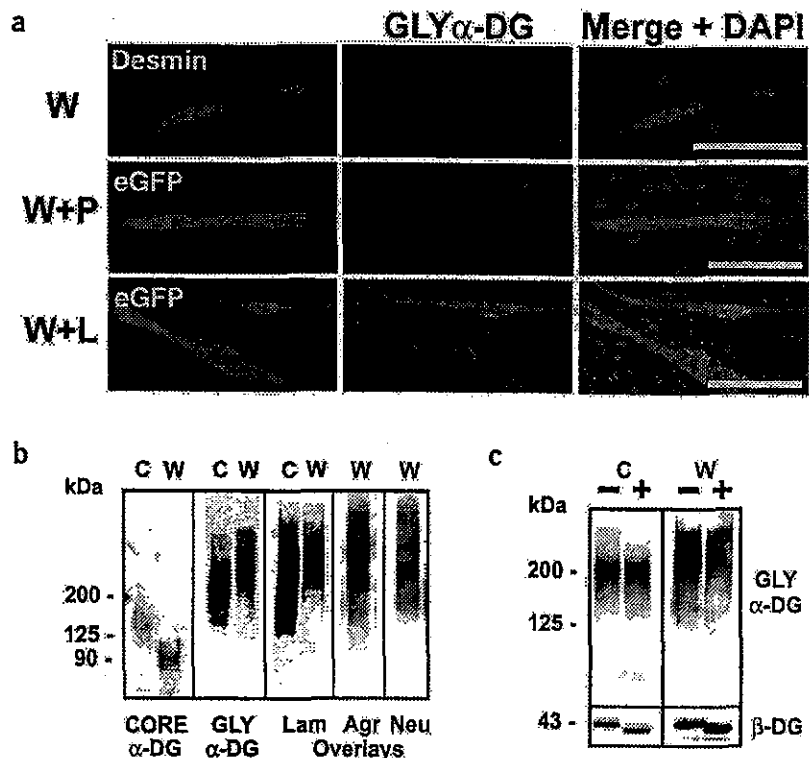 a
GLYα-DG Merge + DAPI
W
Desmin
W+P
eGFP
W+L
eGFP
b
C W C W C W W W
kDa
200 -
125 -
90 -
CORE α-DG
GLY α-DG
Lam Agr Neu
Overlays
c
C W
− + − +
kDa
200 -
125 -
43 -
GLY α-DG
β-DG